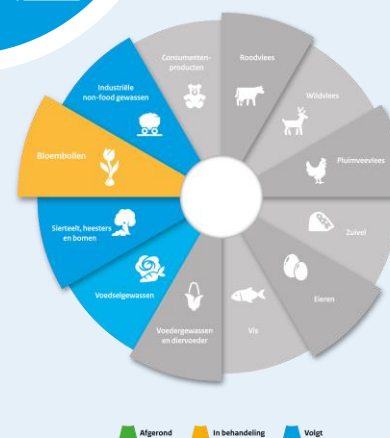 Consumenten-
producten
Roodvlees
Wildvlees
Pluimveevlees
Zuivel
Eieren
Vis
Voedergewassen
en diervoeder
Voedselgewassen
Sierteelt, heesters
en bomen
Bloembollen
Industriële
non-food gewassen
Afgerond
In behandeling
Volgt